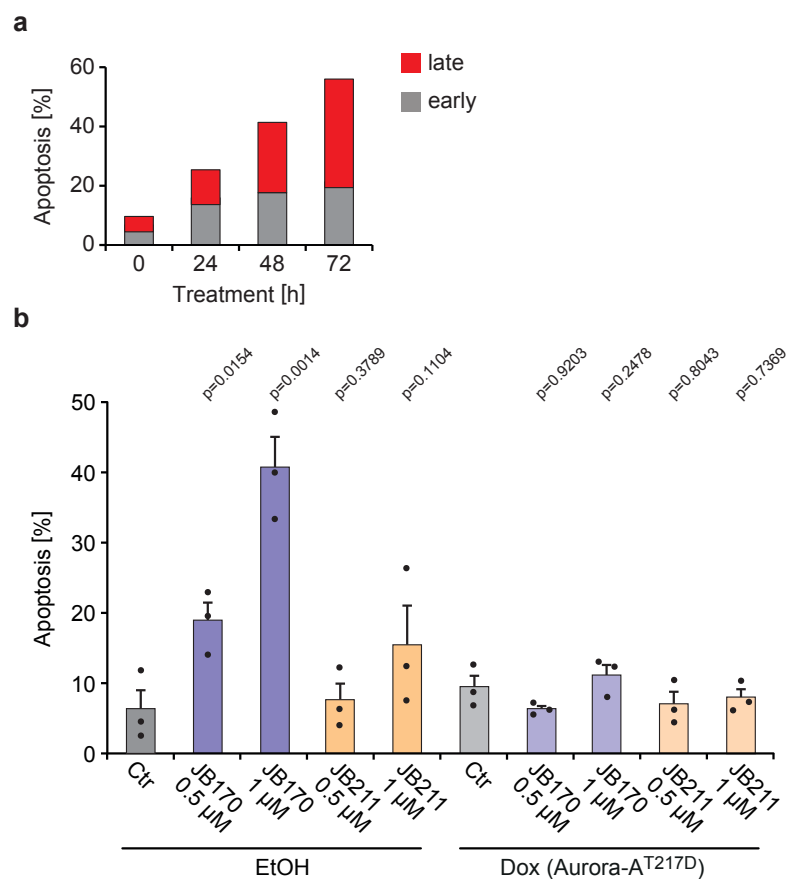 a
late
early
Apoptosis [%]
60
40
20
0
0 24 48 72
Treatment [h]
b
p=0.0154 p=0.0014 p=0.3789 p=0.1104 p=0.9203 p=0.2478 p=0.8043 p=0.7369
Apoptosis [%]
50
40
30
20
10
0
Ctr
JB170
0.5 µM
JB170
1 µM
JB211
0.5 µM
JB211
1 µM
Ctr
JB170
0.5 µM
JB170
1 µM
JB211
0.5 µM
JB211
1 µM
EtOH
Dox (Aurora-A^T217D)